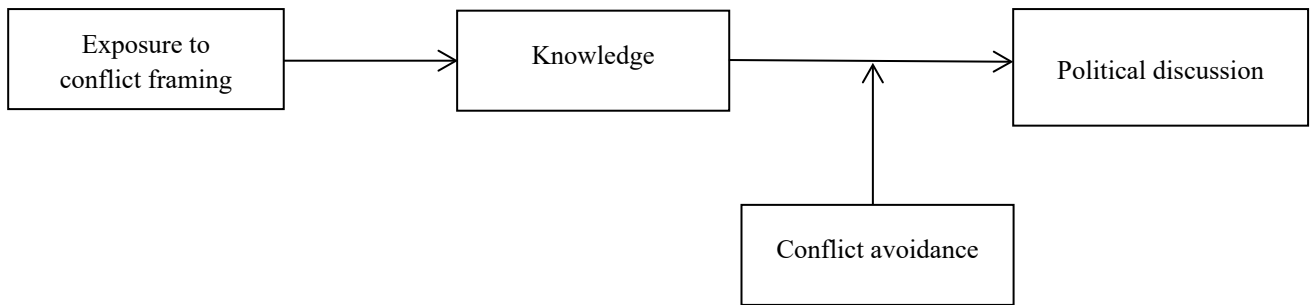 Exposure to
conflict framing
Knowledge
Political discussion
Conflict avoidance